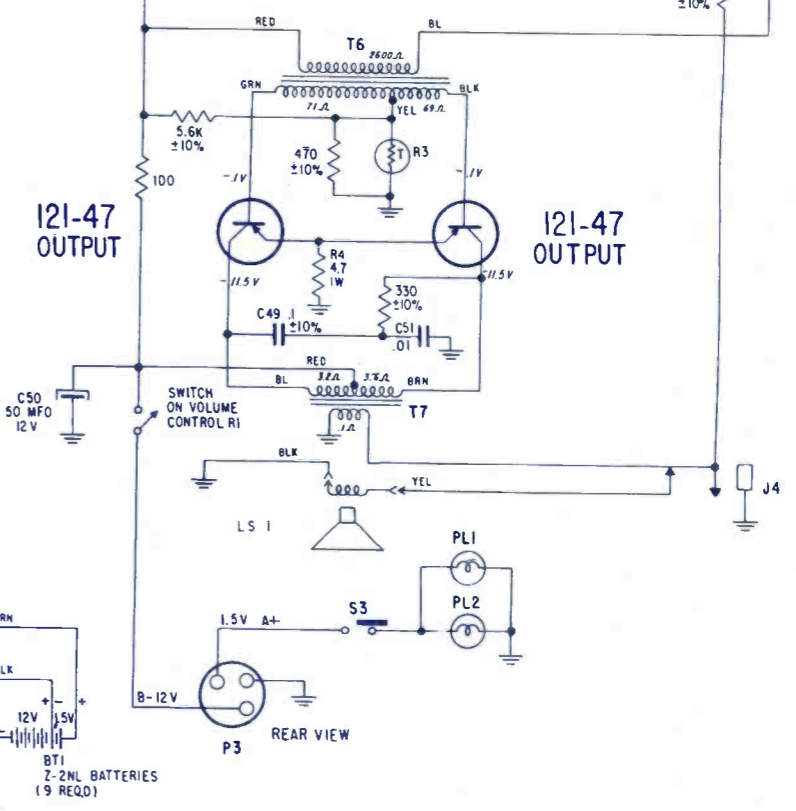 ±10%
RED
BL
T6
2600Ω
GRN
BLK
71Ω
YEL
69Ω
5.6K
±10%
470
±10%
T
R3
100
-.1V
-.1V
121-47
OUTPUT
121-47
OUTPUT
R4
4.7
1W
-11.5V
-11.5V
330
±10%
C49 .1
±10%
C51
.01
RED
3.2Ω
3.7Ω
BL
BRN
T7
.1Ω
C50
50 MFD
12V
SWITCH
ON VOLUME
CONTROL R1
BLK
YEL
J4
LS 1
PL1
PL2
S3
1.5V A+
B-12V
P3
REAR VIEW
RN
LK
+ - +
12V
1.5V
BT1
Z-2NL BATTERIES
(9 REQD)